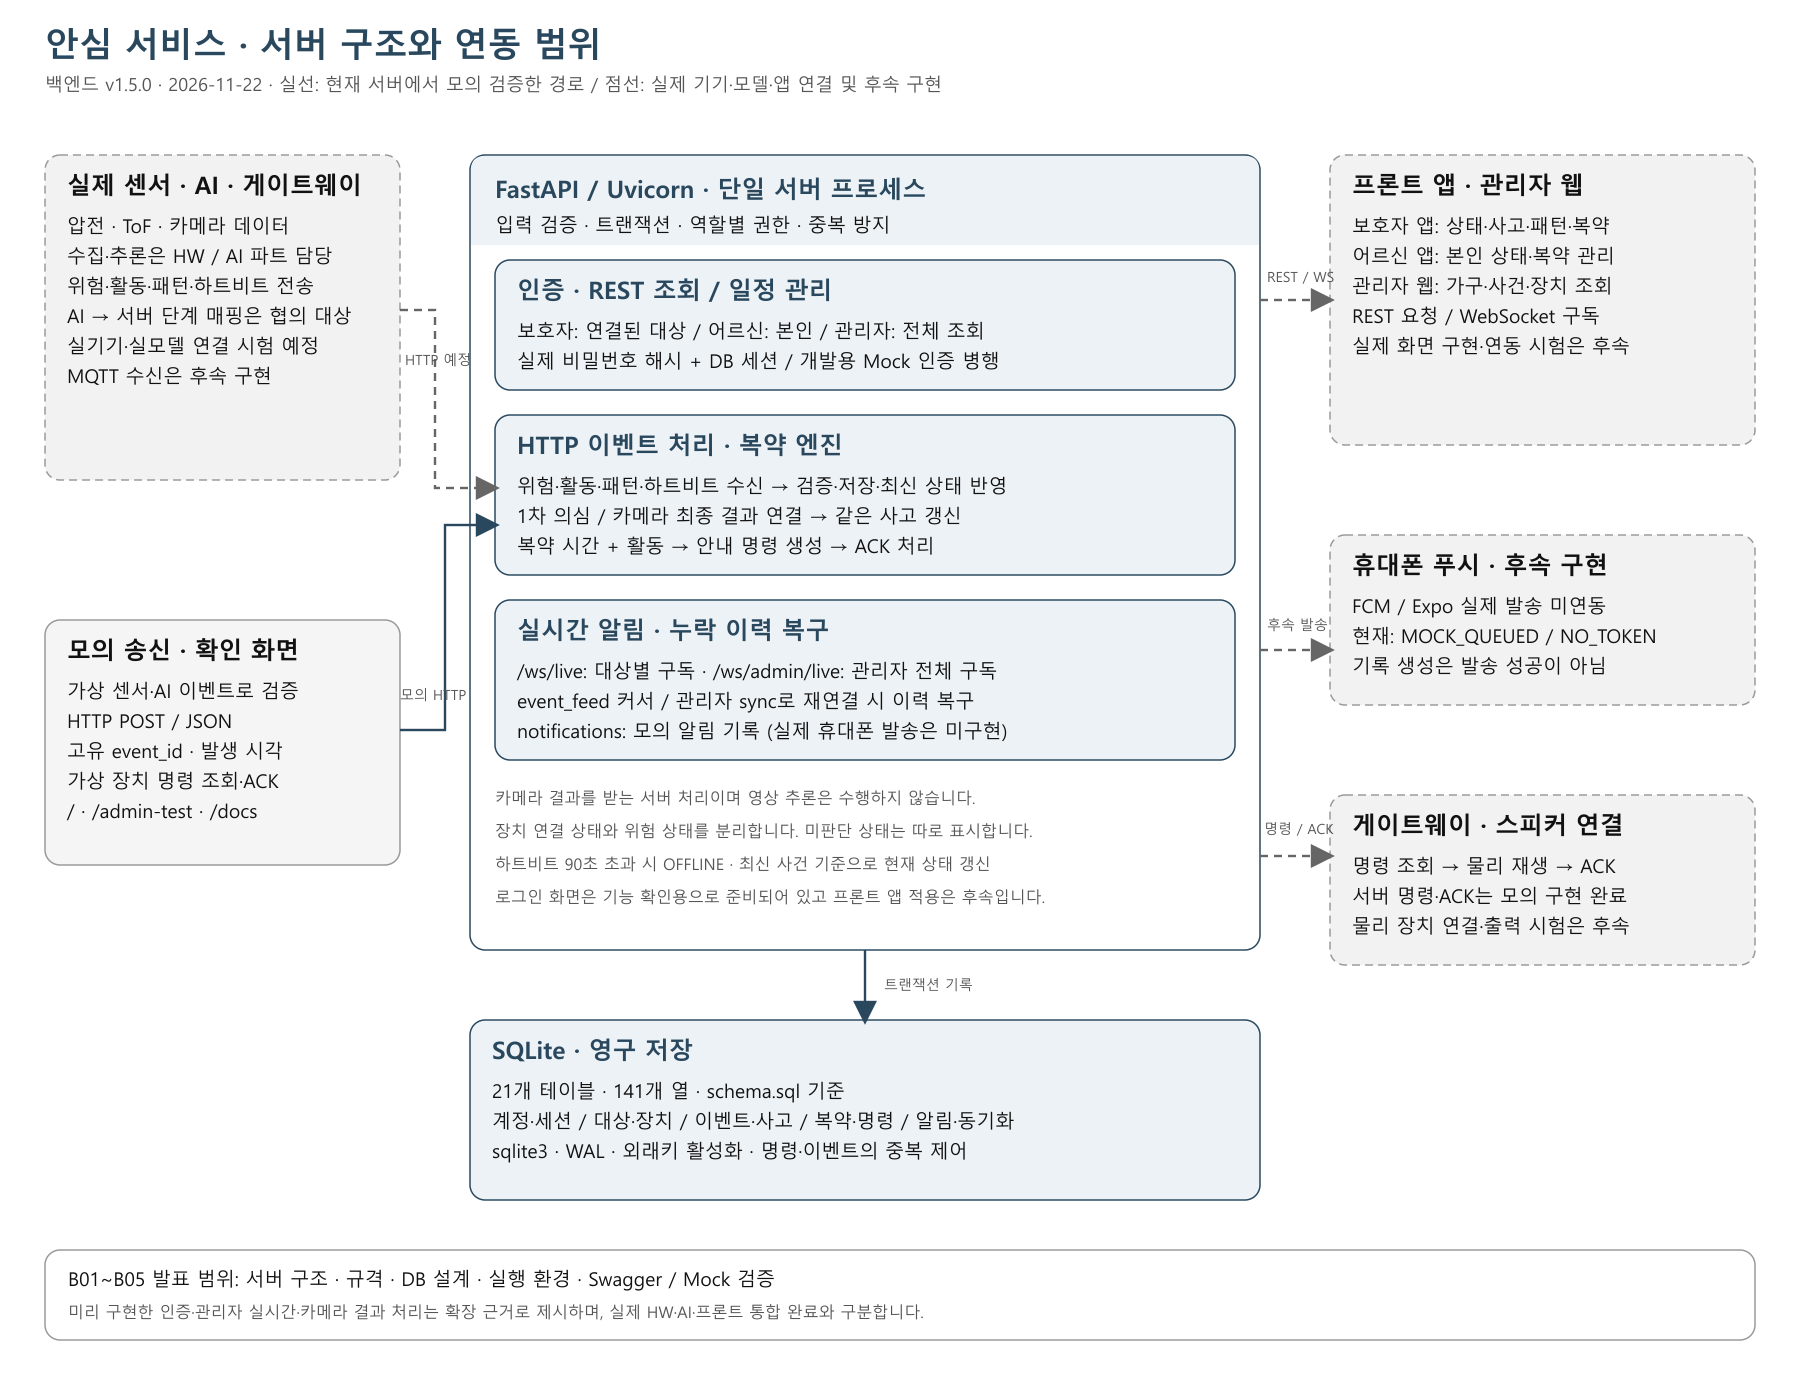 안심 서비스 · 서버 구조와 연동 범위
백엔드 v1.5.0 · 2026-11-22 · 실선: 현재 서버에서 모의 검증한 경로 / 점선: 실제 기기·모델·앱 연결 및 후속 구현
실제 센서 · AI · 게이트웨이
압전 · ToF · 카메라 데이터
수집·추론은 HW / AI 파트 담당
위험·활동·패턴·하트비트 전송
AI → 서버 단계 매핑은 협의 대상
실기기·실모델 연결 시험 예정
MQTT 수신은 후속 구현
HTTP 예정
모의 송신 · 확인 화면
가상 센서·AI 이벤트로 검증
HTTP POST / JSON
고유 event_id · 발생 시각
가상 장치 명령 조회·ACK
/ · /admin-test · /docs
모의 HTTP
FastAPI / Uvicorn · 단일 서버 프로세스
입력 검증 · 트랜잭션 · 역할별 권한 · 중복 방지
인증 · REST 조회 / 일정 관리
보호자: 연결된 대상 / 어르신: 본인 / 관리자: 전체 조회
실제 비밀번호 해시 + DB 세션 / 개발용 Mock 인증 병행
HTTP 이벤트 처리 · 복약 엔진
위험·활동·패턴·하트비트 수신 → 검증·저장·최신 상태 반영
1차 의심 / 카메라 최종 결과 연결 → 같은 사고 갱신
복약 시간 + 활동 → 안내 명령 생성 → ACK 처리
실시간 알림 · 누락 이력 복구
/ws/live: 대상별 구독 · /ws/admin/live: 관리자 전체 구독
event_feed 커서 / 관리자 sync로 재연결 시 이력 복구
notifications: 모의 알림 기록 (실제 휴대폰 발송은 미구현)
카메라 결과를 받는 서버 처리이며 영상 추론은 수행하지 않습니다.
장치 연결 상태와 위험 상태를 분리합니다. 미판단 상태는 따로 표시합니다.
하트비트 90초 초과 시 OFFLINE · 최신 사건 기준으로 현재 상태 갱신
로그인 화면은 기능 확인용으로 준비되어 있고 프론트 앱 적용은 후속입니다.
REST / WS
프론트 앱 · 관리자 웹
보호자 앱: 상태·사고·패턴·복약
어르신 앱: 본인 상태·복약 관리
관리자 웹: 가구·사건·장치 조회
REST 요청 / WebSocket 구독
실제 화면 구현·연동 시험은 후속
후속 발송
휴대폰 푸시 · 후속 구현
FCM / Expo 실제 발송 미연동
현재: MOCK_QUEUED / NO_TOKEN
기록 생성은 발송 성공이 아님
명령 / ACK
게이트웨이 · 스피커 연결
명령 조회 → 물리 재생 → ACK
서버 명령·ACK는 모의 구현 완료
물리 장치 연결·출력 시험은 후속
트랜잭션 기록
SQLite · 영구 저장
21개 테이블 · 141개 열 · schema.sql 기준
계정·세션 / 대상·장치 / 이벤트·사고 / 복약·명령 / 알림·동기화
sqlite3 · WAL · 외래키 활성화 · 명령·이벤트의 중복 제어
B01~B05 발표 범위: 서버 구조 · 규격 · DB 설계 · 실행 환경 · Swagger / Mock 검증
미리 구현한 인증·관리자 실시간·카메라 결과 처리는 확장 근거로 제시하며, 실제 HW·AI·프론트 통합 완료와 구분합니다.